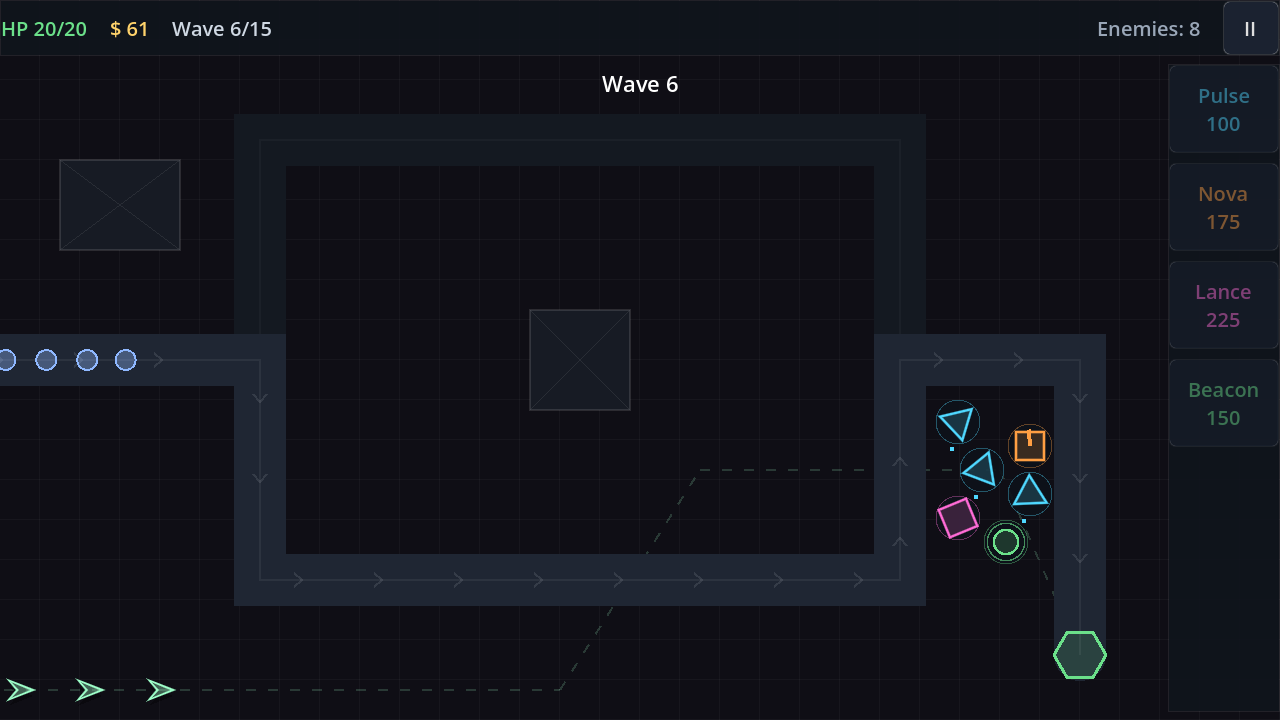 HP 20/20 $ 61 Wave 6/15 Enemies: 8
Wave 6
Pulse
100
Nova
175
Lance
225
Beacon
150